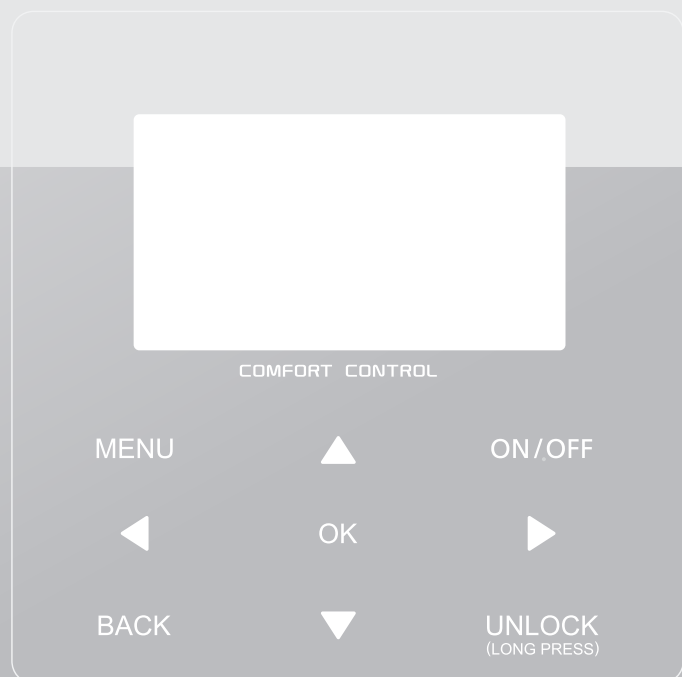 COMFORT CONTROL
MENU
ON/OFF
OK
BACK
UNLOCK
(LONG PRESS)